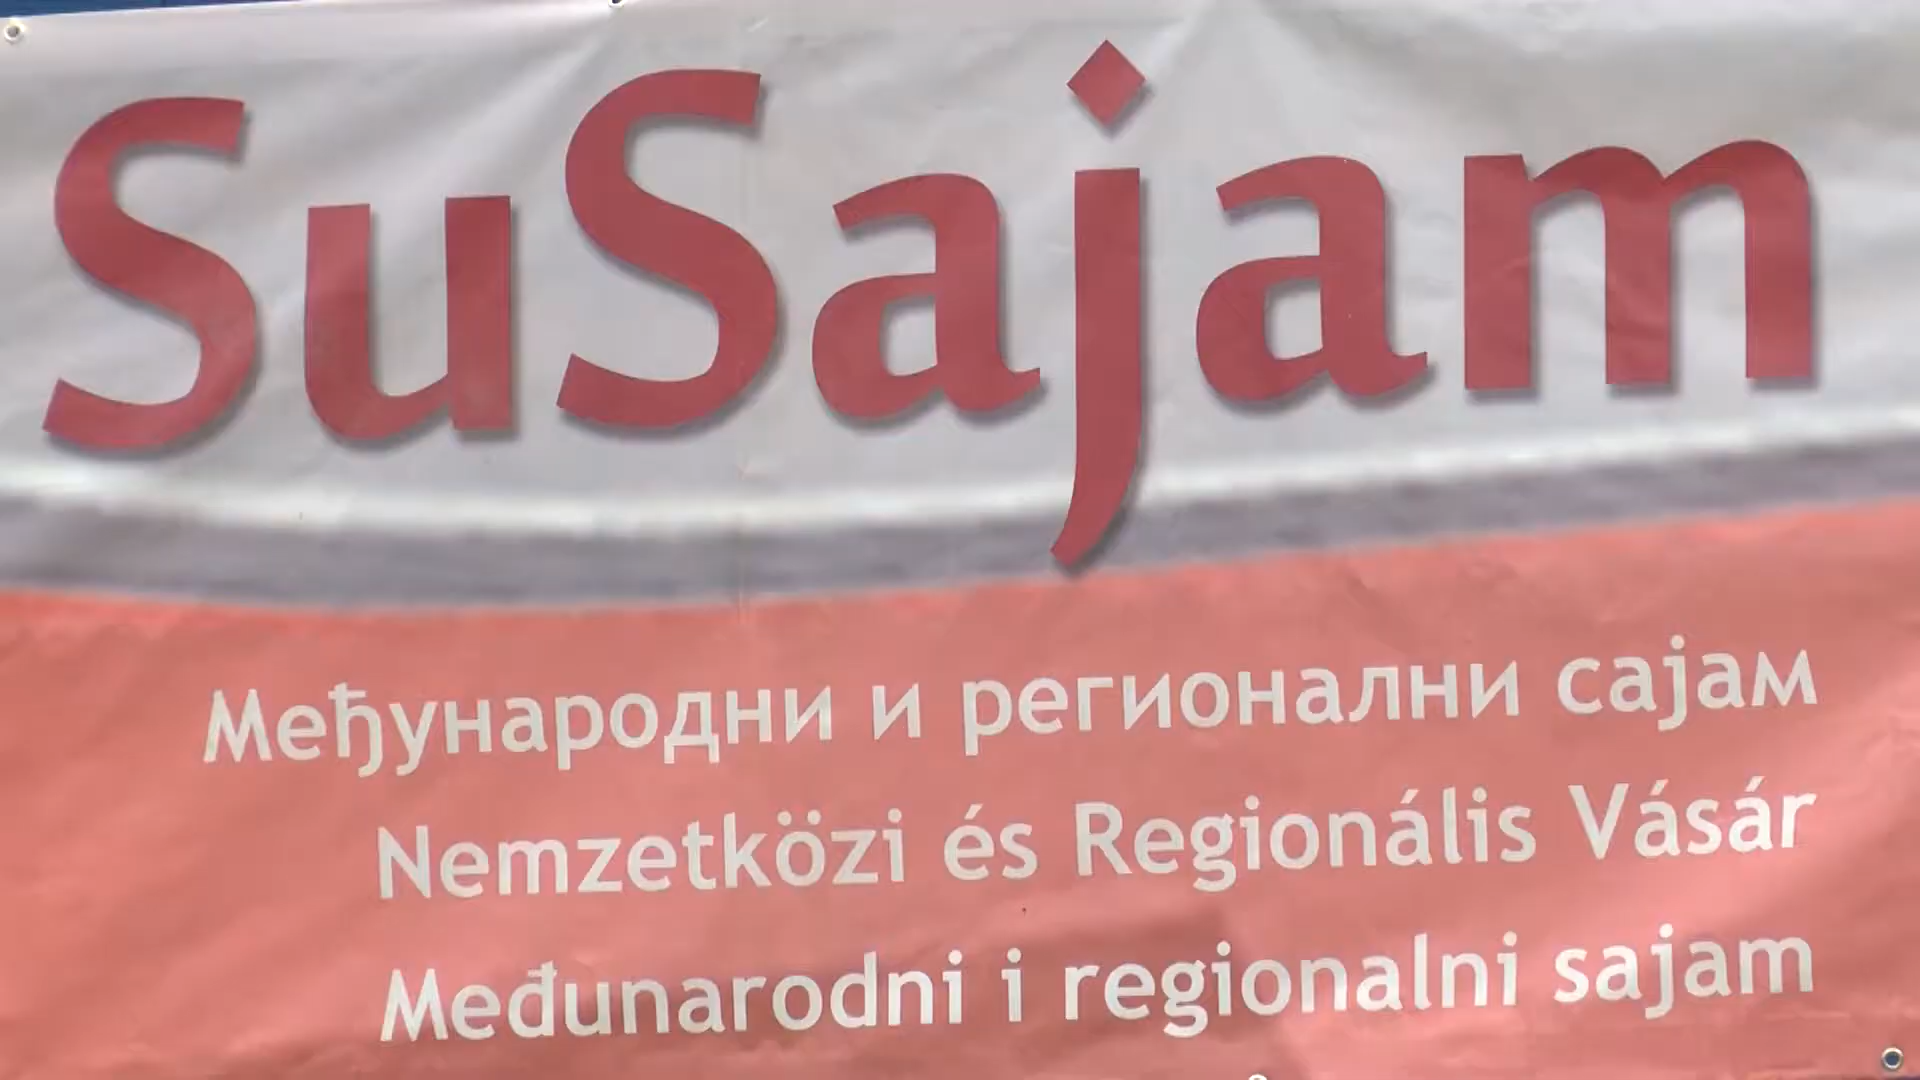 SuSajam
Међународни и регионални сајам
Nemzetközi és Regionális Vásár
Međunarodni i regionalni sajam